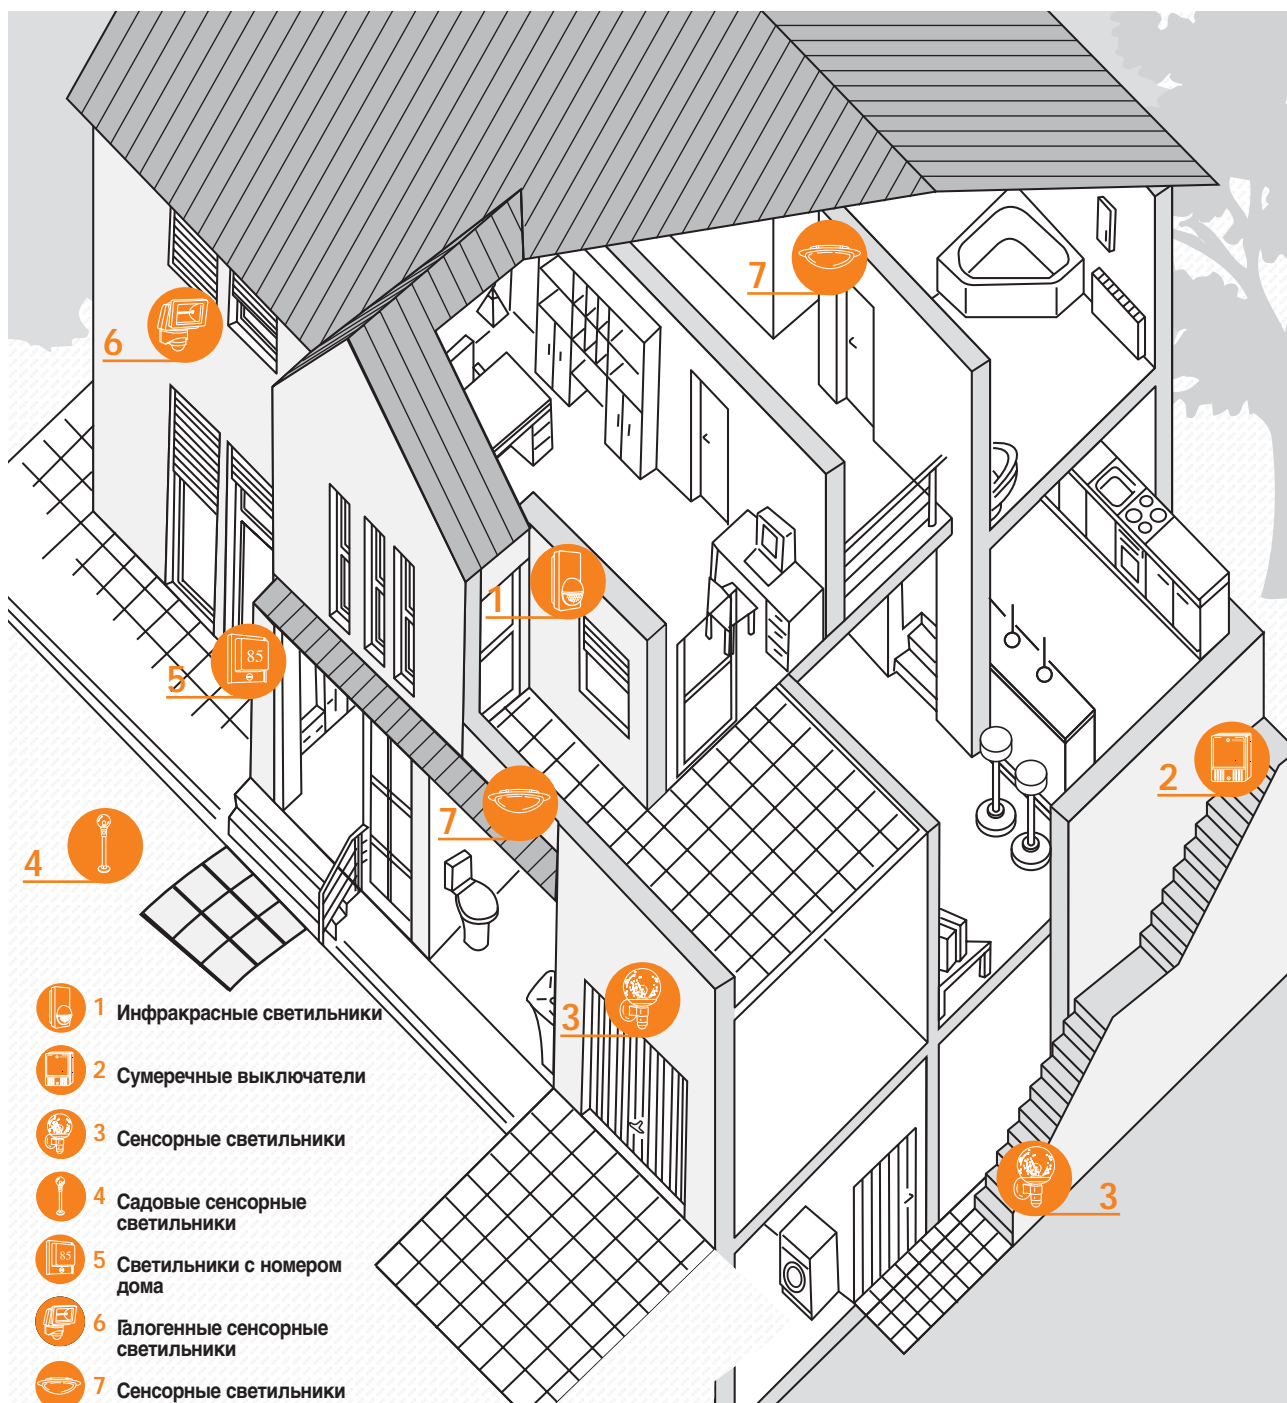 7
6
1
5
85
2
7
4
3
3
1 Инфракрасные светильники
2 Сумеречные выключатели
3 Сенсорные светильники
4 Садовые сенсорные
светильники
85
5 Светильники с номером
дома
6 Галогенные сенсорные
светильники
7 Сенсорные светильники